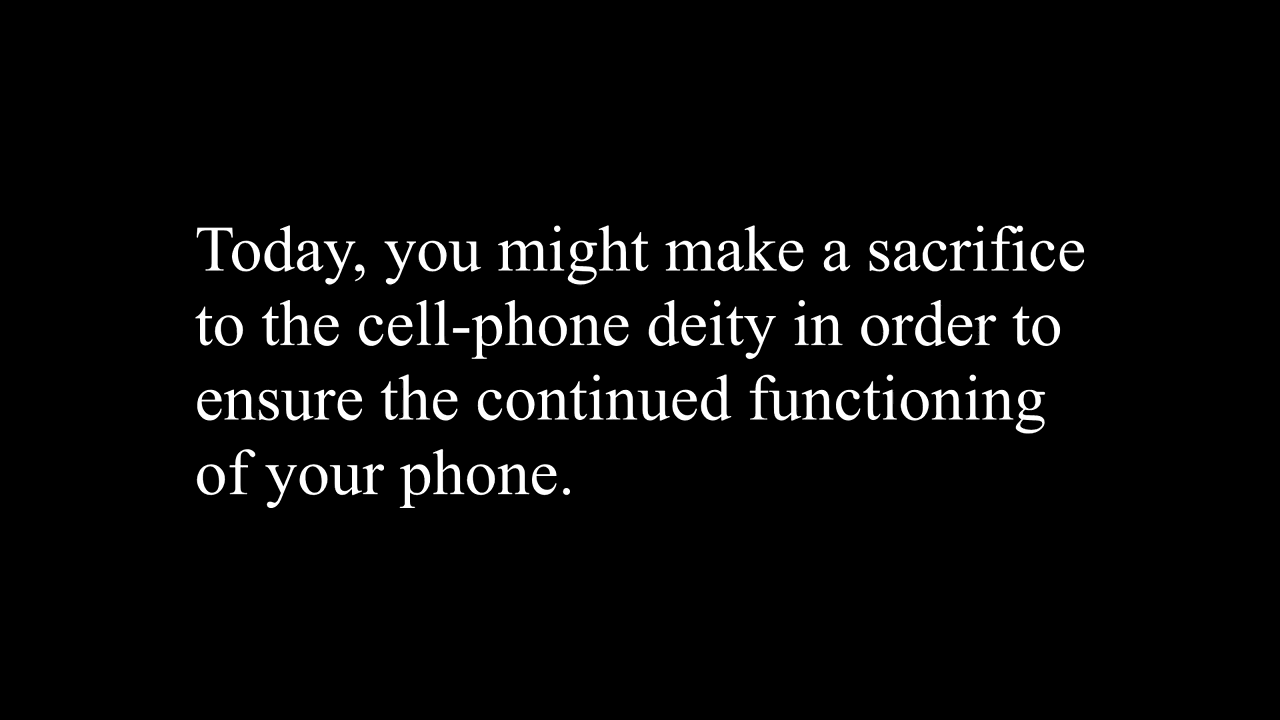 Today, you might make a sacrifice
to the cell-phone deity in order to
ensure the continued functioning
of your phone.